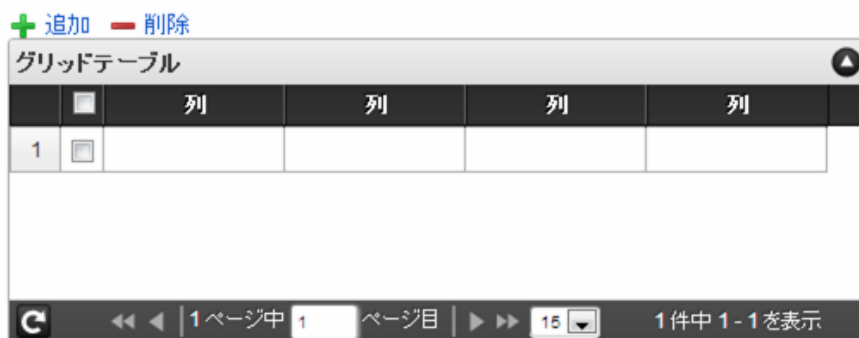 追加 削除
グリッドテーブル
列 列 列 列
1
1 ページ中 1 ページ目 15 1 件中 1 - 1 を表示